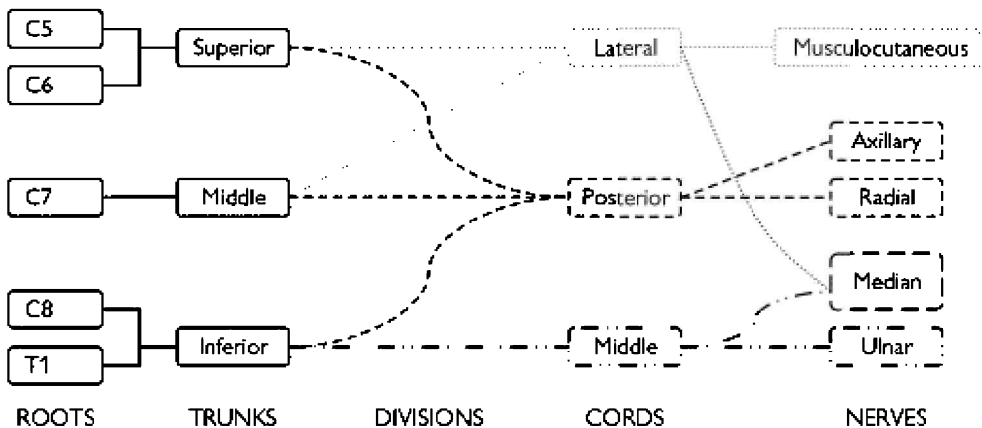 C5
Superior
Lateral
Musculocutaneous
C6
Axillary
C7
Middle
Posterior
Radial
C8
Median
Inferior
Middle
Ulnar
T1
ROOTS
TRUNKS
DIVISIONS
CORDS
NERVES